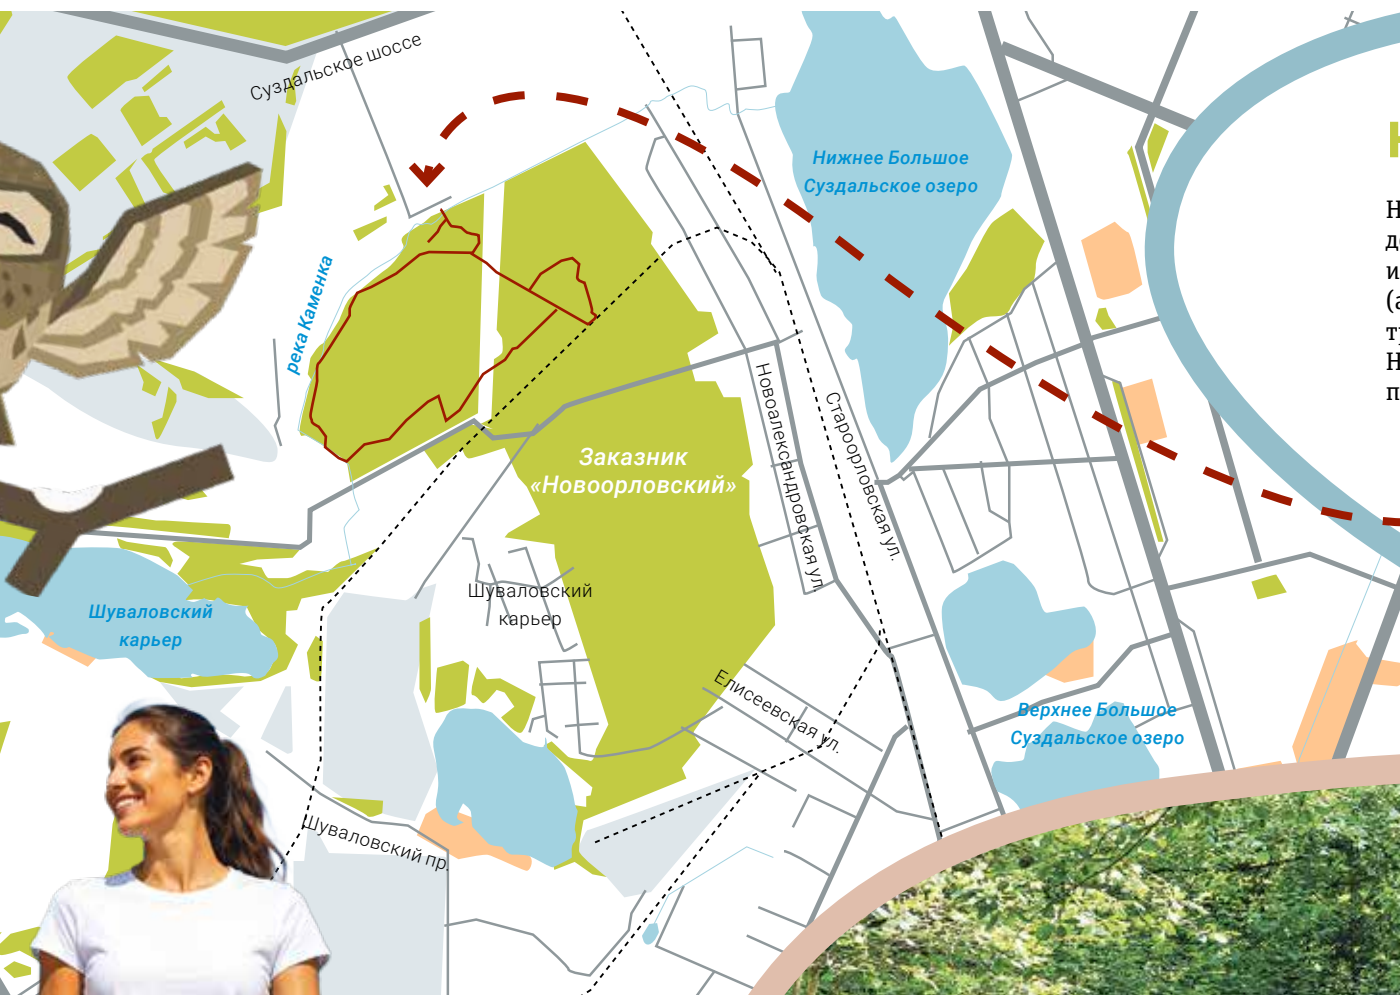 Суздальское шоссе
Нижнее Большое
Суздальское озеро
река Каменка
Новоалександровская ул.
Староорловская ул.
Заказник
«Новоорловский»
Шуваловский
карьер
Шуваловский
карьер
Елисеевская ул.
Верхнее Большое
Суздальское озеро
Шуваловский пр.